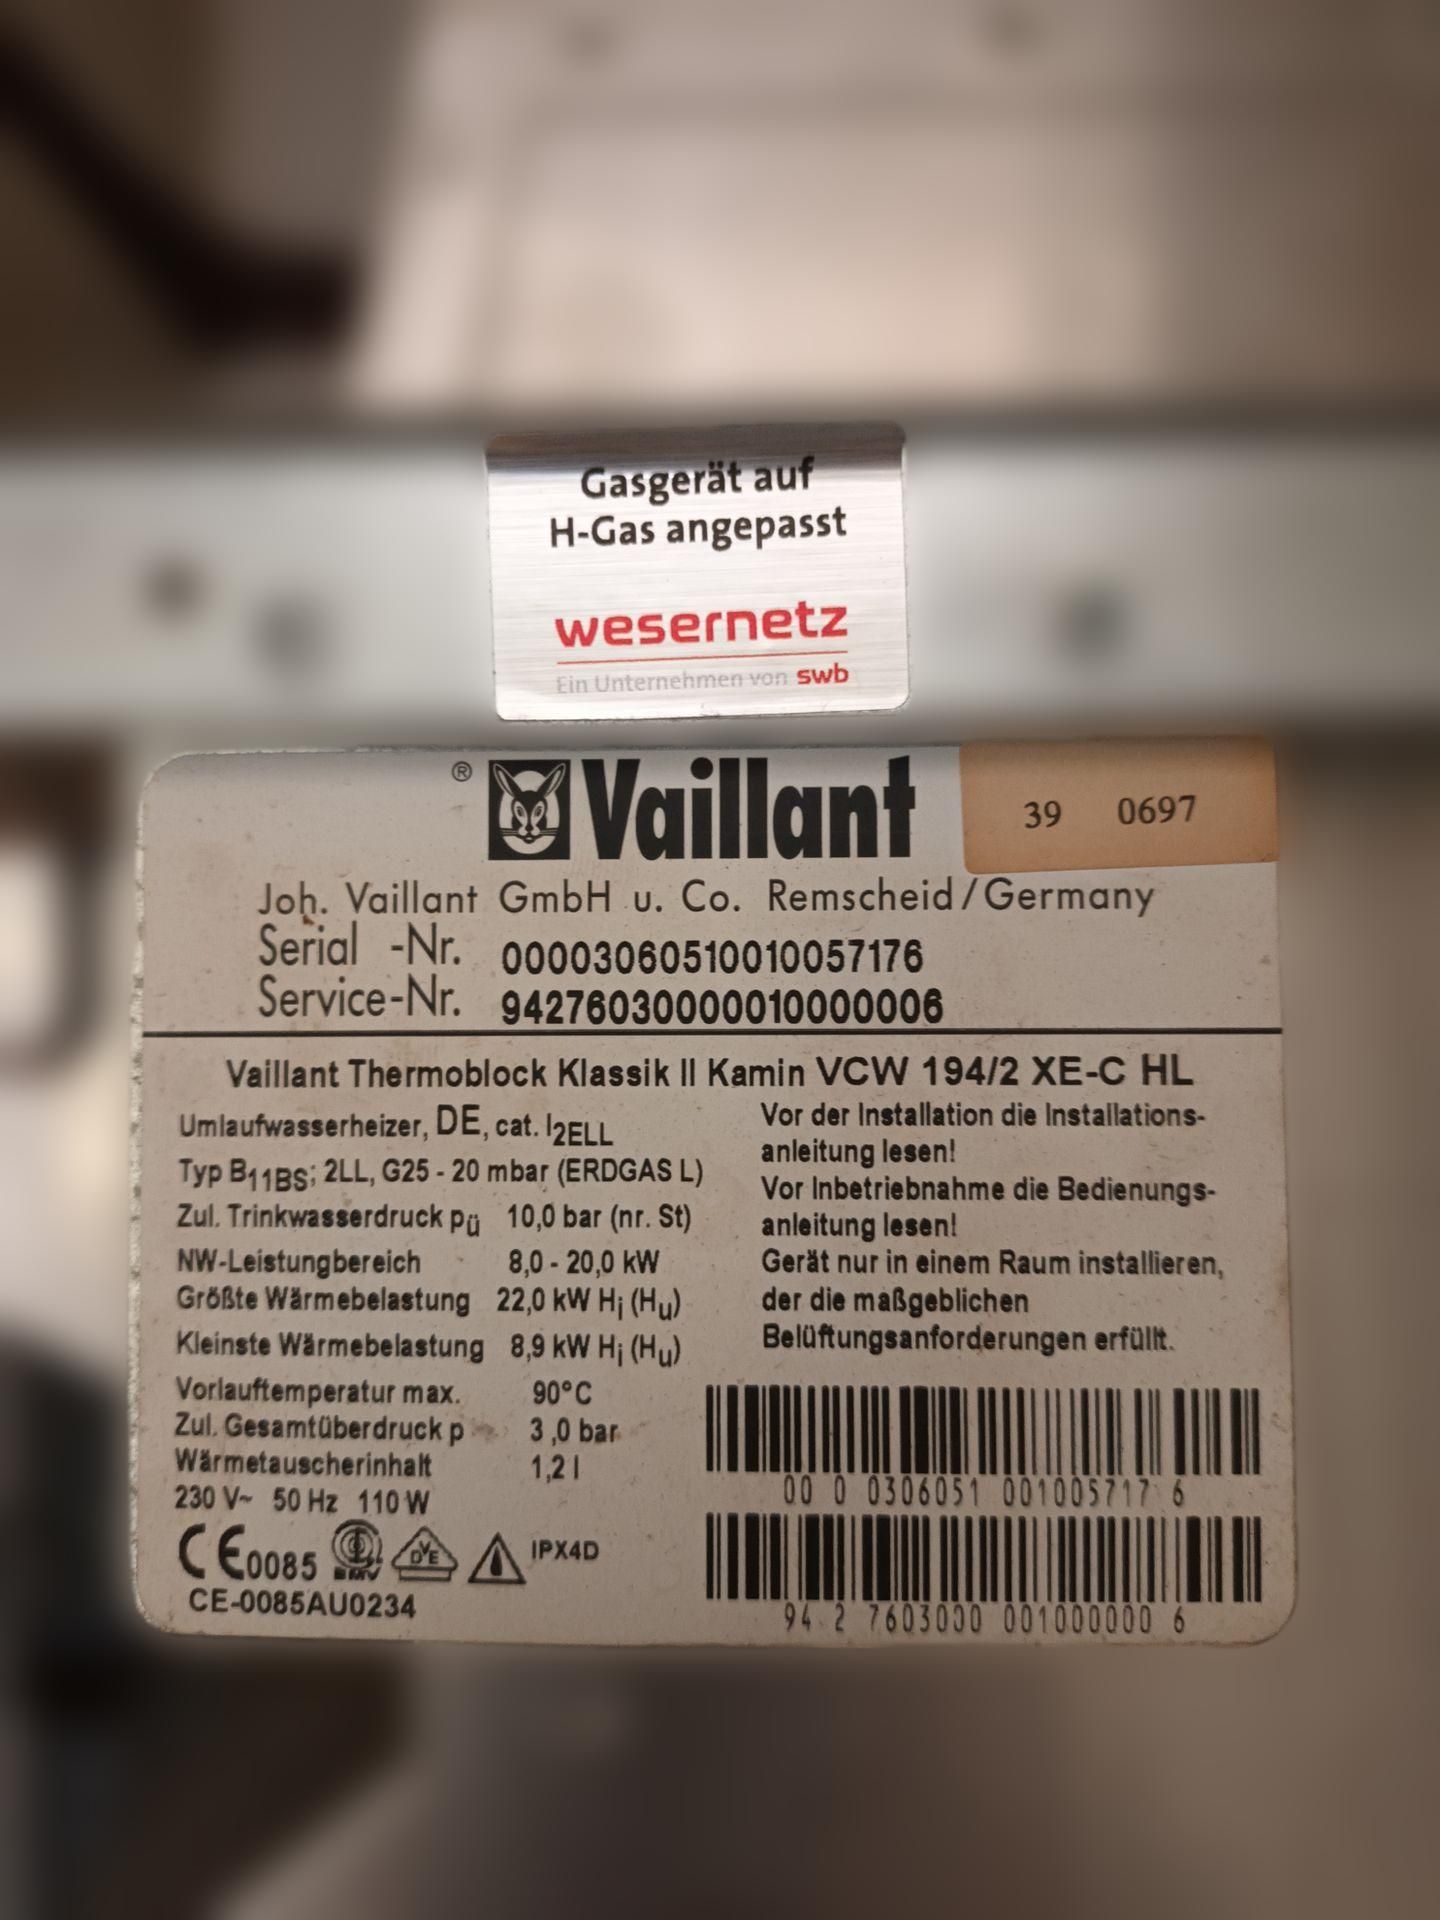 Gasgerät auf
H-Gas angepasst
wesernetz
Ein Unternehmen von swb
® Vaillant
39 0697
Joh. Vaillant GmbH u. Co. Remscheid/Germany
Serial -Nr. 00003060510010057176
Service-Nr. 94276030000010000006
Vaillant Thermoblock Klassik II Kamin VCW 194/2 XE-C HL
Umlaufwasserheizer, DE, cat. I2ELL
Typ B11BS; 2LL, G25 - 20 mbar (ERDGAS L)
Zul. Trinkwasserdruck pü 10,0 bar (nr. St)
NW-Leistungbereich 8,0 - 20,0 kW
Größte Wärmebelastung 22,0 kW Hi (Hu)
Kleinste Wärmebelastung 8,9 kW Hi (Hu)
Vorlauftemperatur max. 90°C
Zul. Gesamtüberdruck p 3,0 bar
Wärmetauscherinhalt 1,2 l
230 V~ 50 Hz 110 W
CE0085
DVE
IPX4D
CE-0085AU0234
Vor der Installation die Installations-
anleitung lesen!
Vor Inbetriebnahme die Bedienungs-
anleitung lesen!
Gerät nur in einem Raum installieren,
der die maßgeblichen
Belüftungsanforderungen erfüllt.
00 0 0306051 001005717 6
94 2 7603000 001000000 6